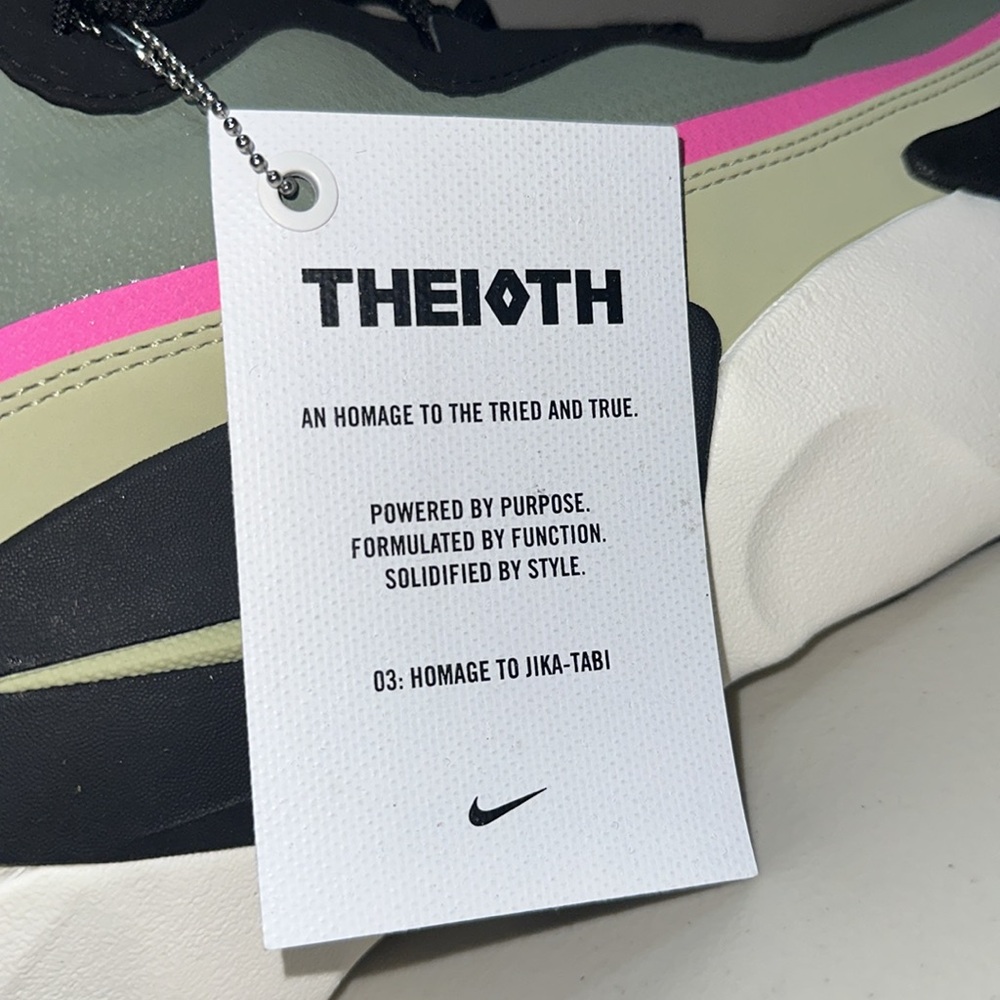 THE10TH
AN HOMAGE TO THE TRIED AND TRUE.
POWERED BY PURPOSE.
FORMULATED BY FUNCTION.
SOLIDIFIED BY STYLE.
03: HOMAGE TO JIKA-TABI